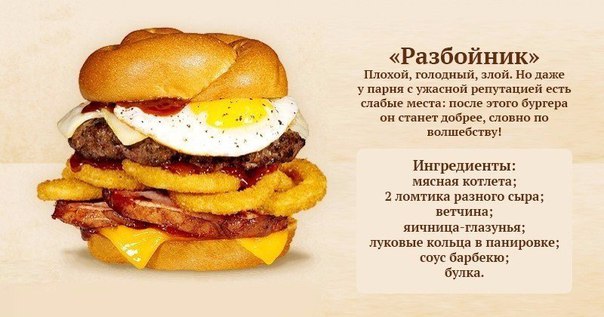 «Разбойник»
Плохой, голодный, злой. Но даже
у парня с ужасной репутацией есть
слабые места: после этого бургера
он станет добрее, словно по
волшебству!
Ингредиенты:
мясная котлета;
2 ломтика разного сыра;
ветчина;
яичница-глазунья;
луковые кольца в панировке;
соус барбекю;
булка.